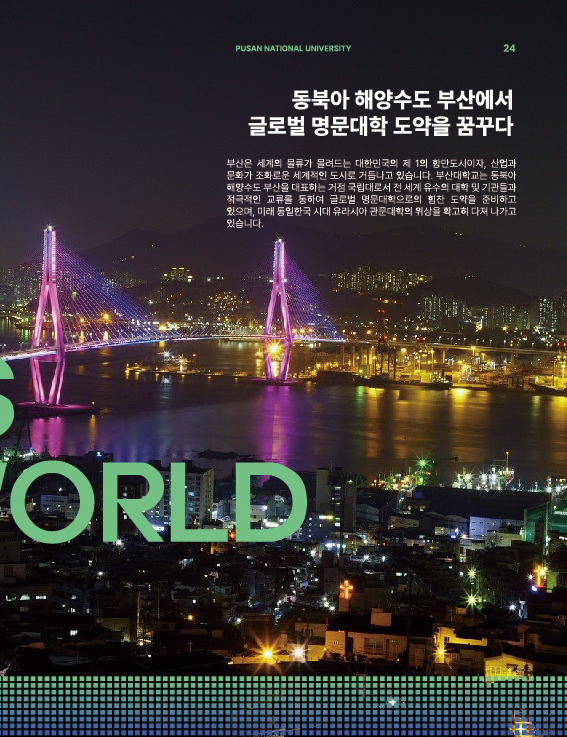 PUSAN NATIONAL UNIVERSITY 24
동북아 해양수도 부산에서
글로벌 명문대학 도약을 꿈꾸다
부산은 세계의 물류가 몰려드는 대한민국의 제 1의 항만도시이자, 산업과
문화가 조화로운 세계적인 도시로 거듭나고 있습니다. 부산대학교는 동북아
해양수도 부산을 대표하는 거점 국립대로서 전 세계 유수의 대학 및 기관들과
적극적인 교류를 통하여 글로벌 명문대학으로의 힘찬 도약을 준비하고
있으며, 미래 통일한국 시대 유라시아 관문대학의 위상을 확고히 다져 나가고
있습니다.
S
WORLD